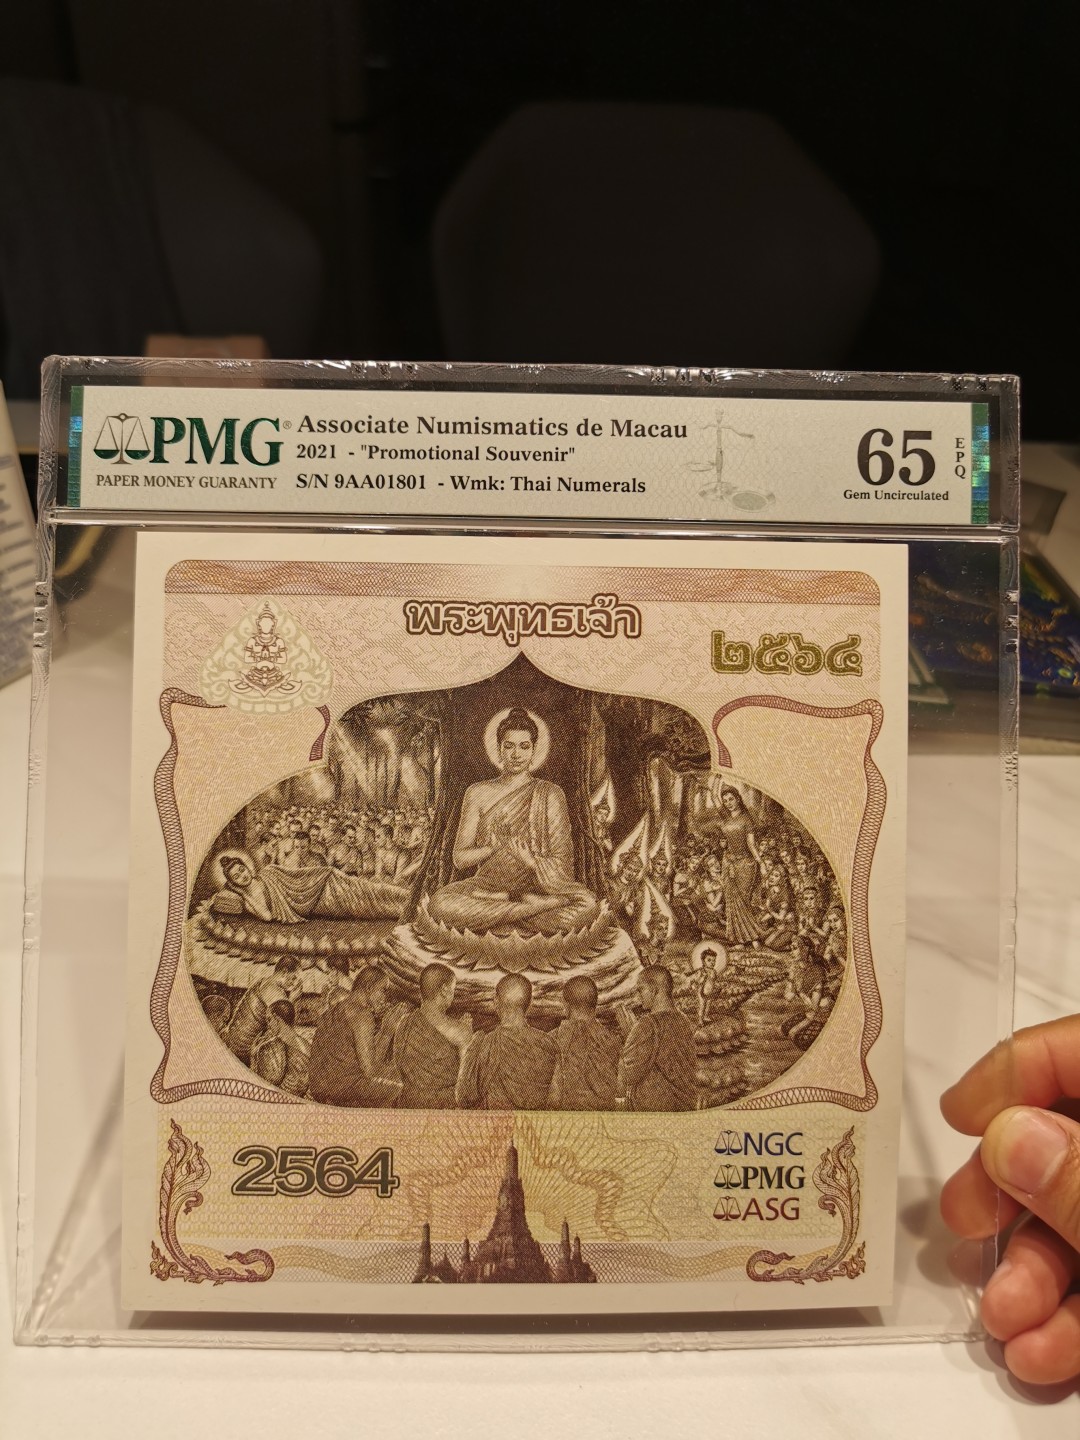 PMG®
PAPER MONEY GUARANTY
Associate Numismatics de Macau
2021 - "Promotional Souvenir"
S/N 9AA01801 - Wmk: Thai Numerals
65
EPQ
Gem Uncirculated
พระพุทธเจ้า
๒๕๖๔
2564
NGC
PMG
ASG